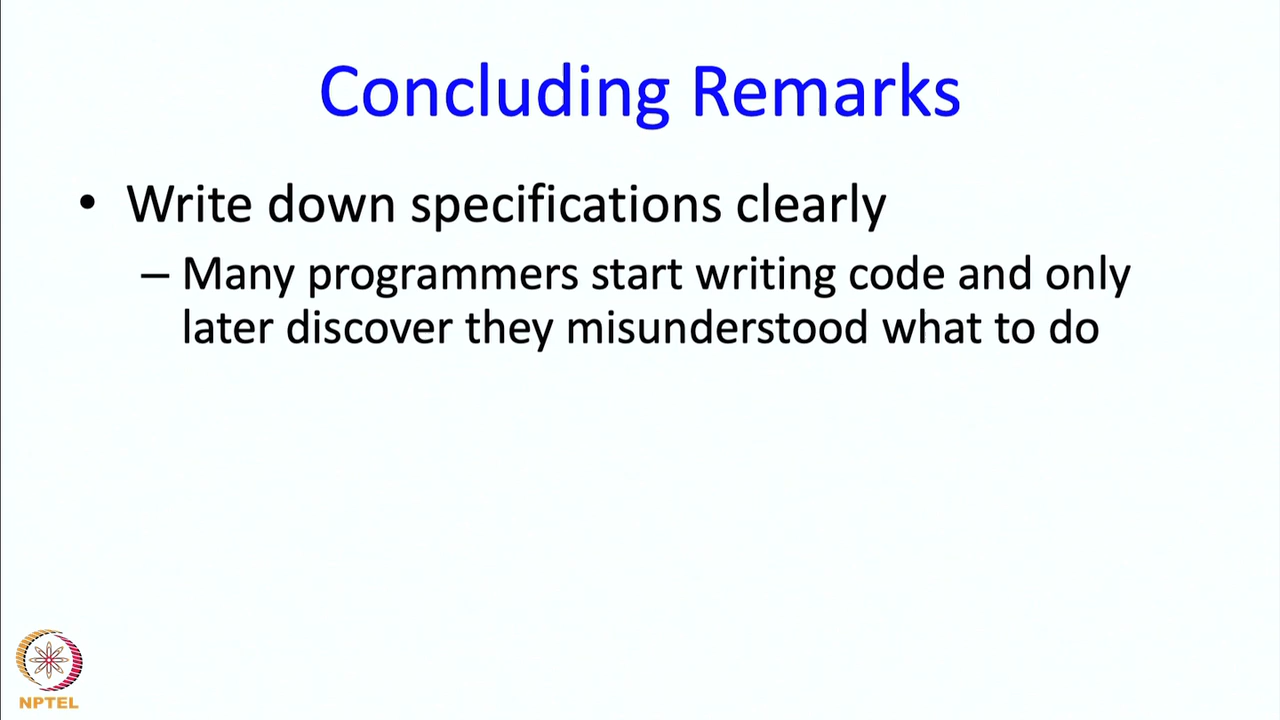 Concluding Remarks
• Write down specifications clearly
– Many programmers start writing code and only
later discover they misunderstood what to do
NPTEL